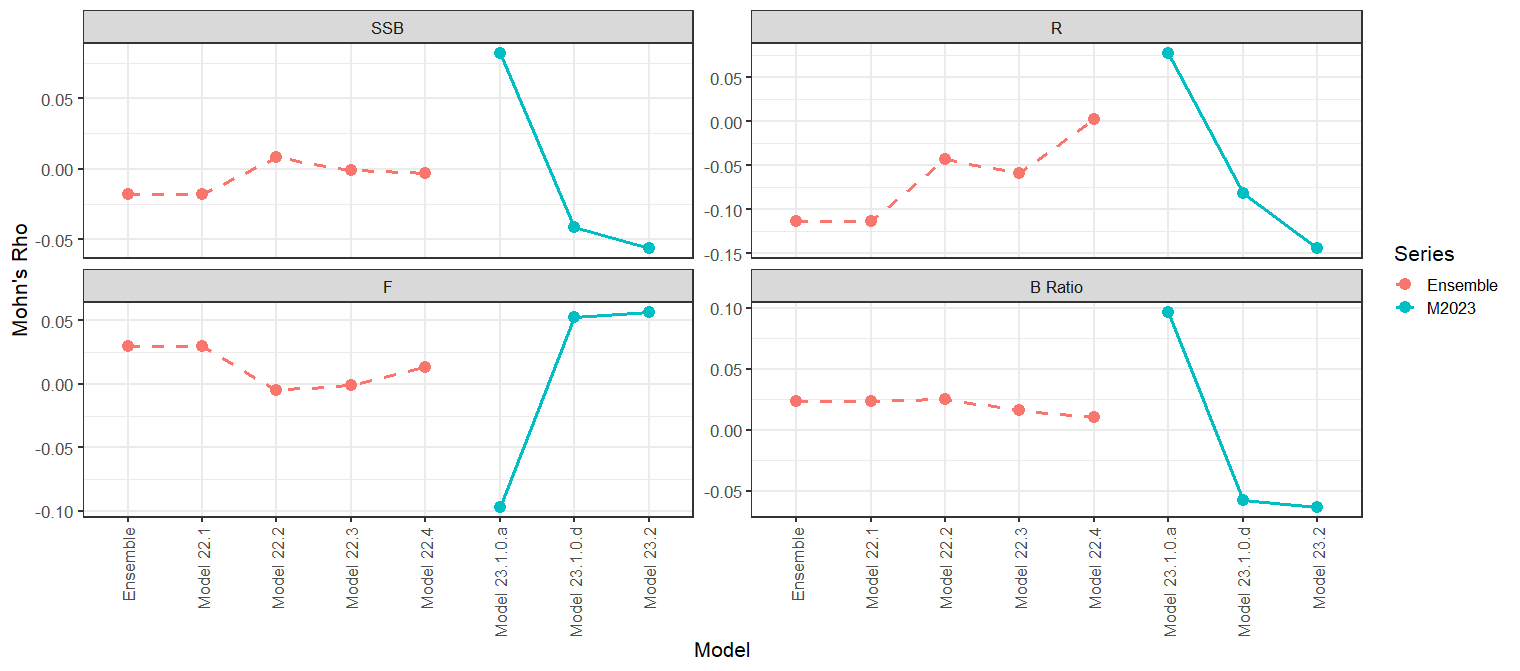 SSB
R
0.05
0.00
-0.05
0.05
0.00
-0.05
-0.10
-0.15
F
B Ratio
0.05
0.00
-0.05
-0.10
0.10
0.05
0.00
-0.05
Ensemble
Model 22.1
Model 22.2
Model 22.3
Model 22.4
Model 23.1.0.a
Model 23.1.0.d
Model 23.2
Ensemble
Model 22.1
Model 22.2
Model 22.3
Model 22.4
Model 23.1.0.a
Model 23.1.0.d
Model 23.2
Mohn's Rho
Model
Series
Ensemble
M2023